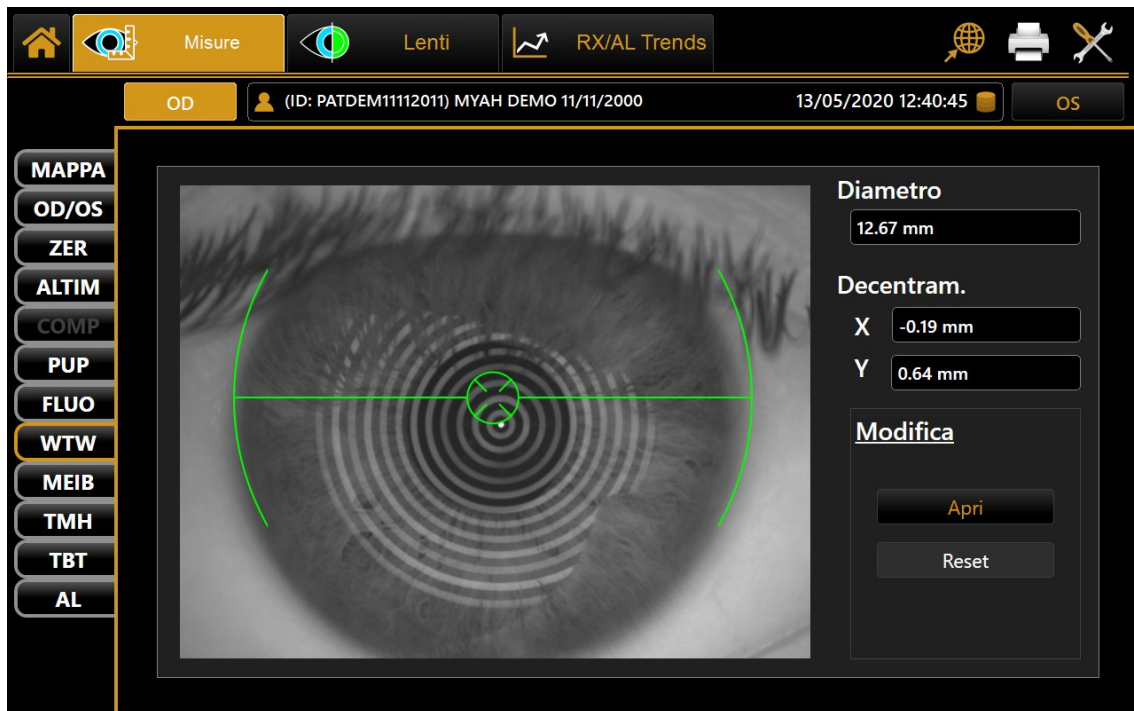 Misure Lenti RX/AL Trends
OD (ID: PATDEM11112011) MYAH DEMO 11/11/2000 13/05/2020 12:40:45 OS
MAPPA
OD/OS
ZER
ALTIM
COMP
PUP
FLUO
WTW
MEIB
TMH
TBT
AL
Diametro
12.67 mm
Decentram.
X -0.19 mm
Y 0.64 mm
Modifica
Apri
Reset